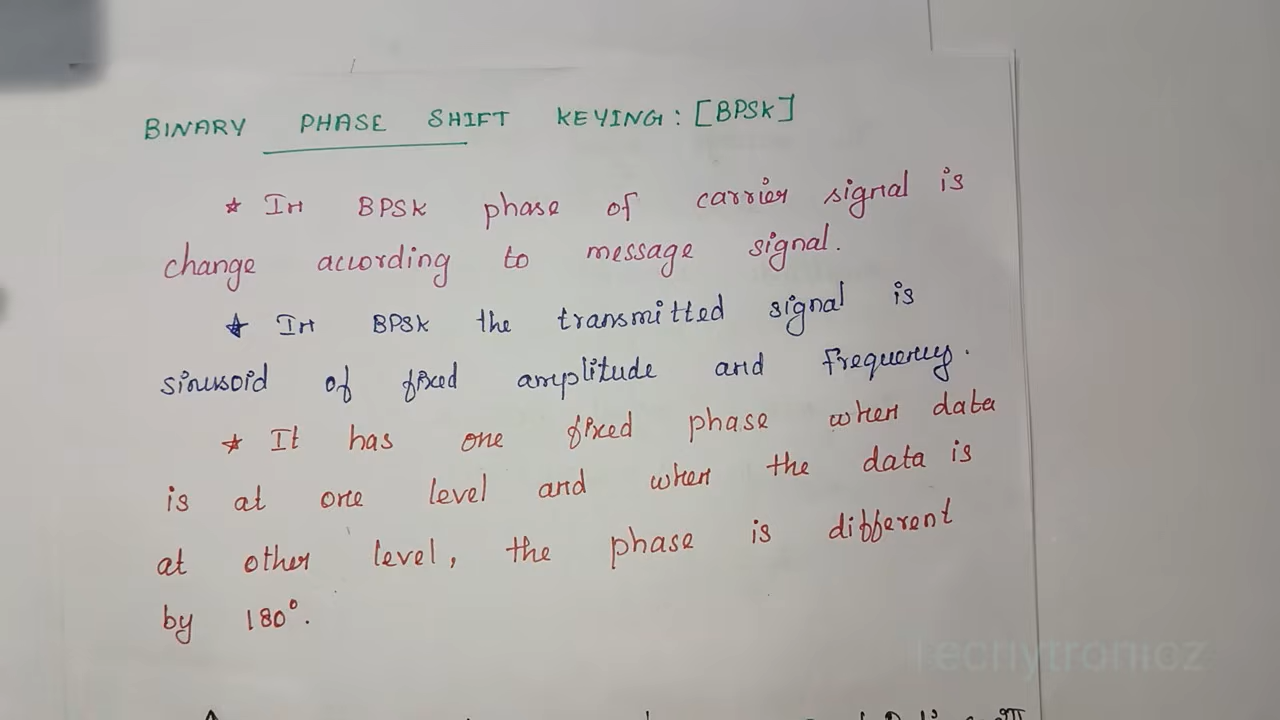 BINARY PHASE SHIFT KEYING: [BPSK]
* In BPSK phase of carrier signal is
change according to message signal.
* In BPSK the transmitted signal is
sinusoid of fixed amplitude and frequency.
* It has one fixed phase when data
is at one level and when the data is
at other level, the phase is different
by 180°.
Techytronicz